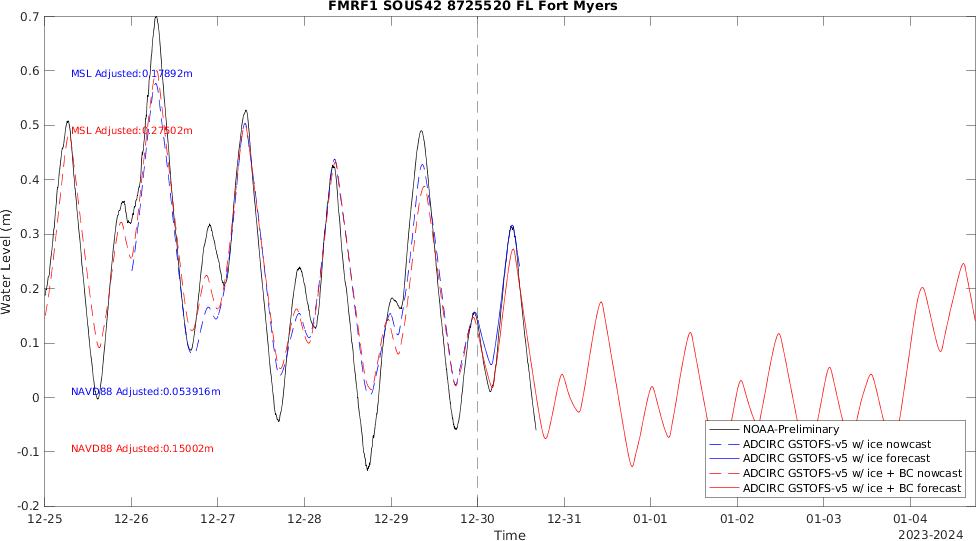 FMRF1 SOUS42 8725520 FL Fort Myers
0.7
0.6
0.5
0.4
0.3
0.2
0.1
0
-0.1
-0.2
Water Level (m)
MSL Adjusted:0.17892m
MSL Adjusted:0.27502m
NAVD88 Adjusted:0.053916m
NAVD88 Adjusted:0.15002m
NOAA-Preliminary
ADCIRC GSTOFS-v5 w/ ice nowcast
ADCIRC GSTOFS-v5 w/ ice forecast
ADCIRC GSTOFS-v5 w/ ice + BC nowcast
ADCIRC GSTOFS-v5 w/ ice + BC forecast
12-25 12-26 12-27 12-28 12-29 12-30 12-31 01-01 01-02 01-03 01-04
Time
2023-2024